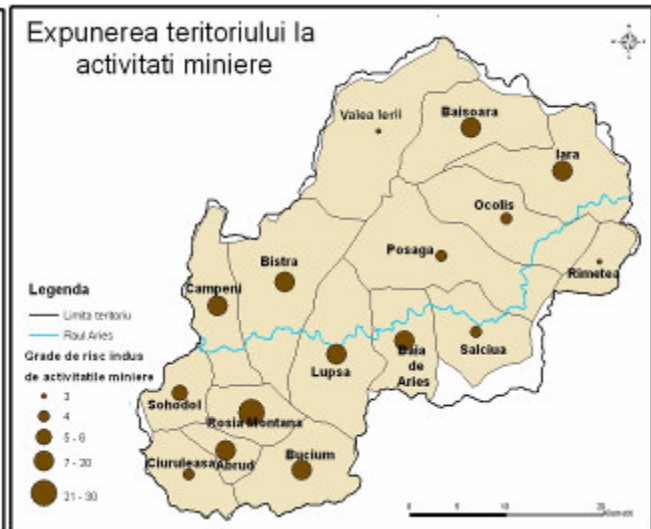 Expunerea teritoriului la
activitati miniere
Valea Ierii
Baisoara
Iara
Ocolis
Posaga
Rimetea
Bistra
Campeni
Salciua
Baia
de
Aries
Lupsa
Sohodol
Rosia Montana
Ciuruleasa
Abrud
Bucium
Legenda
Limita teritoriu
Raul Aries
Grade de risc indus
de activitatile miniere
3
4
5 - 6
7 - 20
21 - 30
0
5
10
20